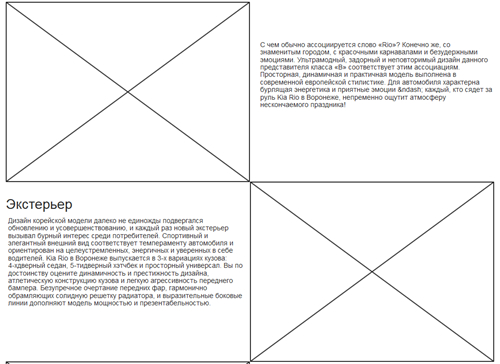 С чем обычно ассоциируется слово «Rio»? Конечно же, со
знаменитым городом, с красочными карнавалами и безудержными
эмоциями. Ультрамодный, задорный и неповторимый дизайн данного
представителя класса «В» соответствует этим ассоциациям.
Просторная, динамичная и практичная модель выполнена в
современной европейской стилистике. Для автомобиля характерна
бурлящая энергетика и приятные эмоции &ndash, каждый, кто сядет за
руль Kia Rio в Воронеже, непременно ощутит атмосферу
нескончаемого праздника!
Экстерьер
Дизайн корейской модели далеко не единожды подвергался
обновлению и усовершенствованию, и каждый раз новый экстерьер
вызывал бурный интерес среди потребителей. Спортивный и
элегантный внешний вид соответствует темпераменту автомобиля и
ориентирован на целеустремленных, энергичных и уверенных в себе
водителей. Kia Rio в Воронеже выпускается в 3-х вариациях кузова:
4-хдверный седан, 5-тидверный хэтчбек и просторный универсал. Вы по
достоинству оцените динамичность и престижность дизайна,
атлетическую конструкцию кузова и легкую агрессивность переднего
бампера. Безупречное очертание передних фар, гармонично
обрамляющих солидную решетку радиатора, и выразительные боковые
линии дополняют модель мощностью и презентабельностью.